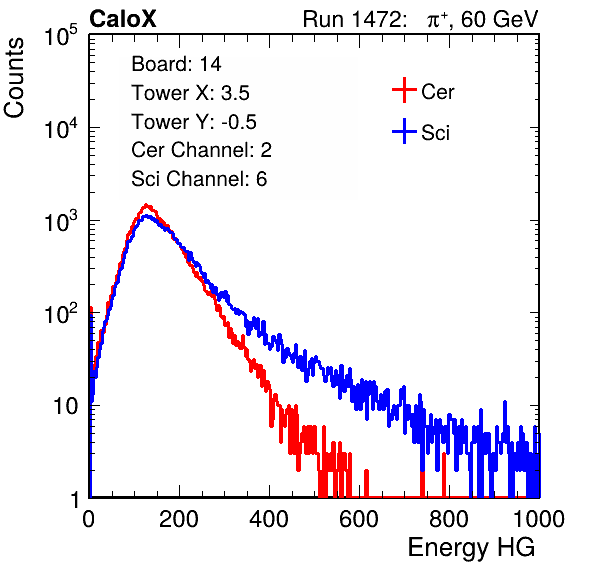 CaloX Run 1472: π⁺, 60 GeV
Board: 14
Tower X: 3.5
Tower Y: -0.5
Cer Channel: 2
Sci Channel: 6
Cer
Sci
Counts
10⁵
10⁴
10³
10²
10
1
0 200 400 600 800 1000
Energy HG